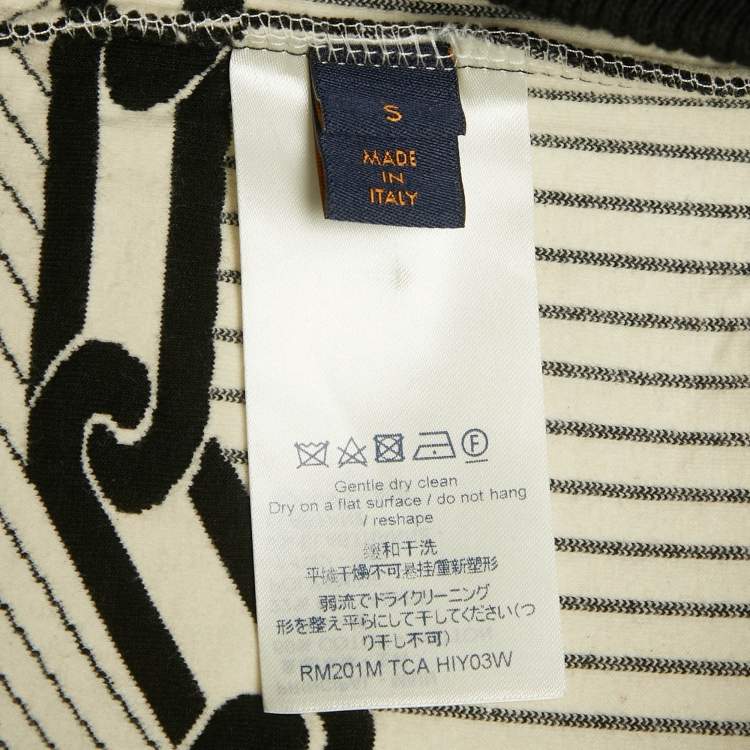 S
MADE
IN
ITALY
F
Gentle dry clean
Dry on a flat surface / do not hang
/ reshape
缓和干洗
平摊干燥/不可悬挂/重新塑形
弱流でドライクリーニング
形を整え平らにして干してください(つ
り干し不可)
RM201M TCA HIY03W